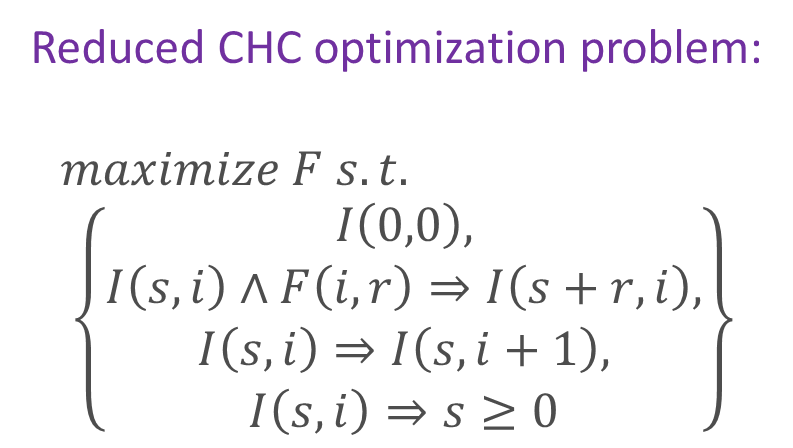 Reduced CHC optimization problem:
maximize F s.t.
I(0,0),
I(s,i) ∧ F(i,r) ⇒ I(s + r,i),
I(s,i) ⇒ I(s,i + 1),
I(s,i) ⇒ s ≥ 0